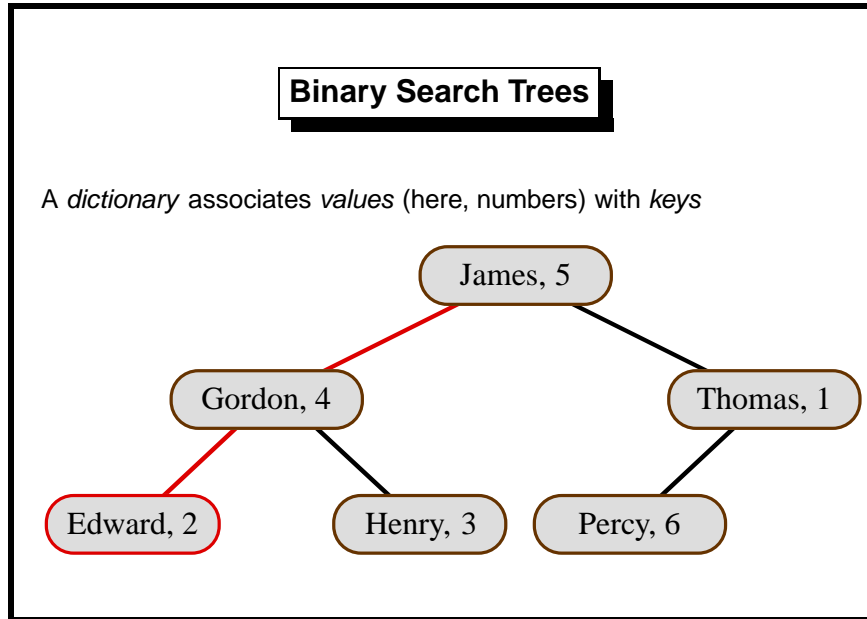 Binary Search Trees
A dictionary associates values (here, numbers) with keys
James, 5
Gordon, 4
Thomas, 1
Edward, 2
Henry, 3
Percy, 6